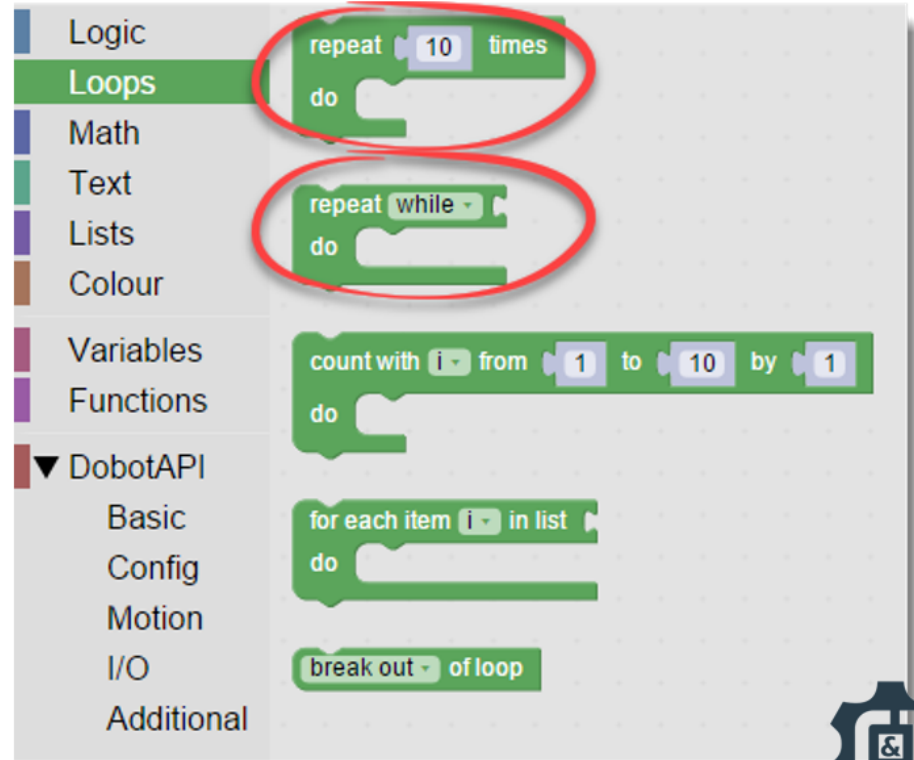 Logic
Loops
Math
Text
Lists
Colour
Variables
Functions
▼ DobotAPI
Basic
Config
Motion
I/O
Additional
repeat 10 times
do
repeat while
do
count with i from 1 to 10 by 1
do
for each item i in list
do
break out of loop
&